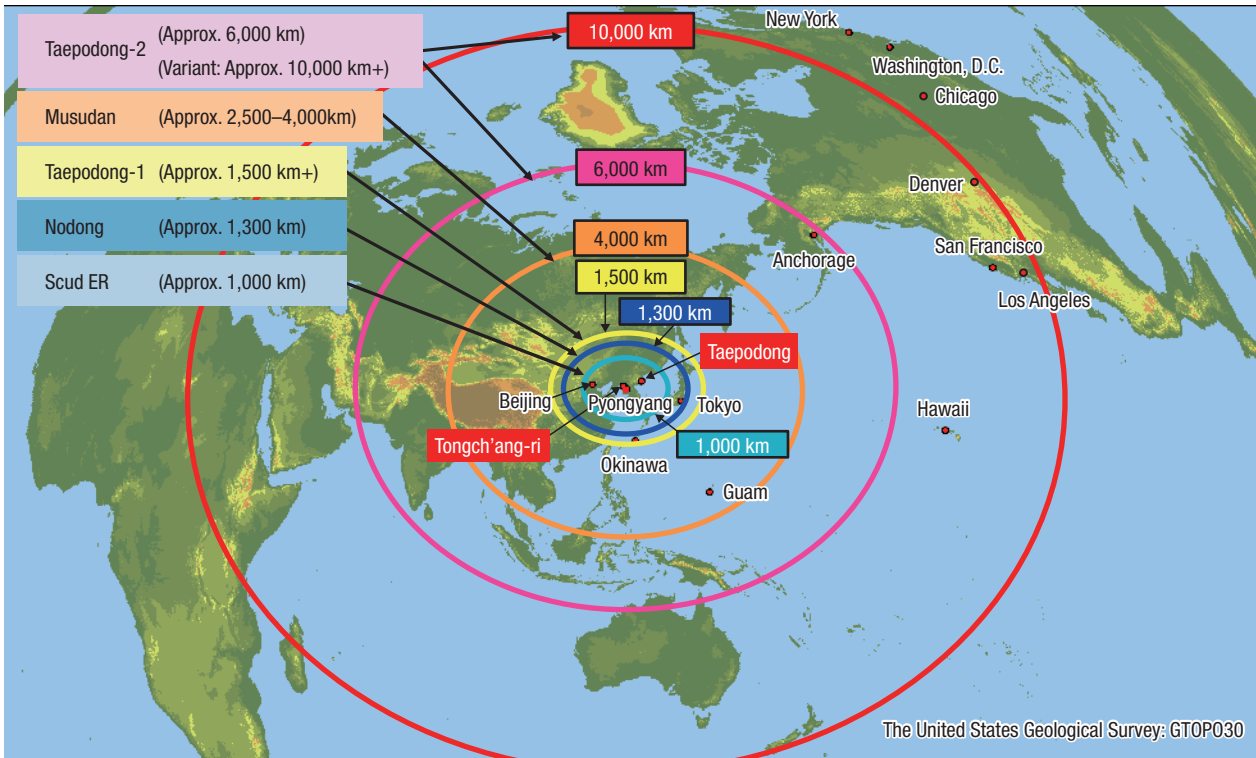 Taepodong-2 (Approx. 6,000 km)
(Variant: Approx. 10,000 km+)
Musudan (Approx. 2,500–4,000km)
Taepodong-1 (Approx. 1,500 km+)
Nodong (Approx. 1,300 km)
Scud ER (Approx. 1,000 km)
10,000 km
New York
Washington, D.C.
Chicago
6,000 km
Denver
4,000 km
San Francisco
Anchorage
1,500 km
Los Angeles
1,300 km
Taepodong
Beijing
Pyongyang
Tokyo
Hawaii
Tongch'ang-ri
1,000 km
Okinawa
Guam
The United States Geological Survey: GTOPO30